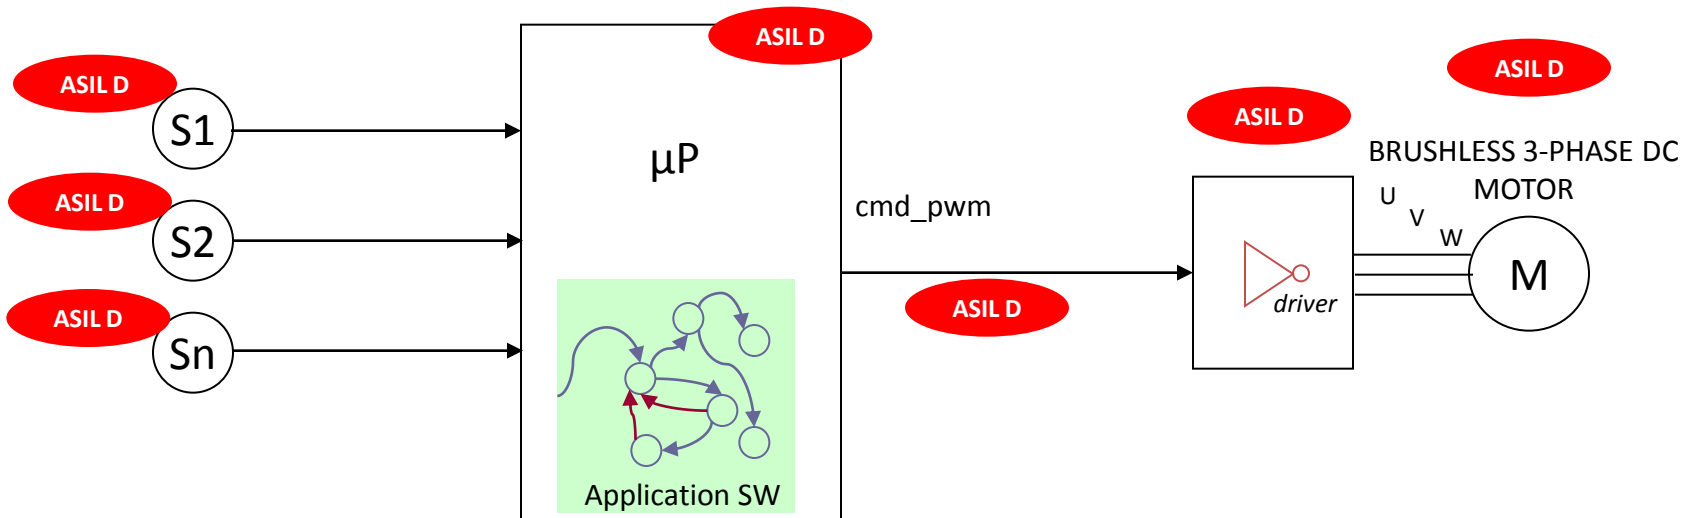 ASIL D
S1
ASIL D
S2
ASIL D
Sn
ASIL D
µP
Application SW
cmd_pwm
ASIL D
ASIL D
driver
ASIL D
BRUSHLESS 3-PHASE DC
MOTOR
U
V
W
M